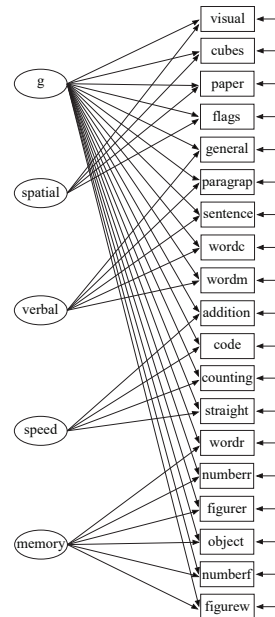 visual
cubes
g
paper
flags
general
spatial
paragrap
sentence
wordc
wordm
verbal
addition
code
counting
straight
speed
wordr
numberr
figurer
memory
object
numberf
figurew